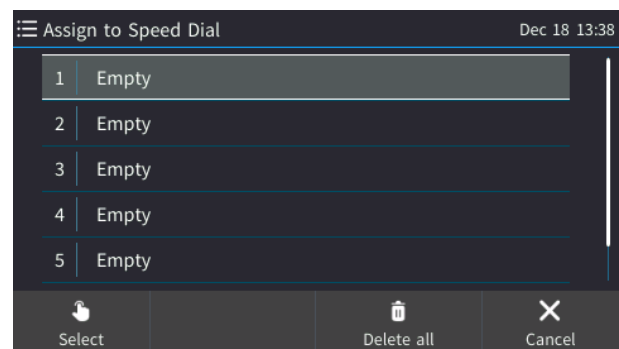 Assign to Speed Dial Dec 18 13:38
1 Empty
2 Empty
3 Empty
4 Empty
5 Empty
Select Delete all Cancel